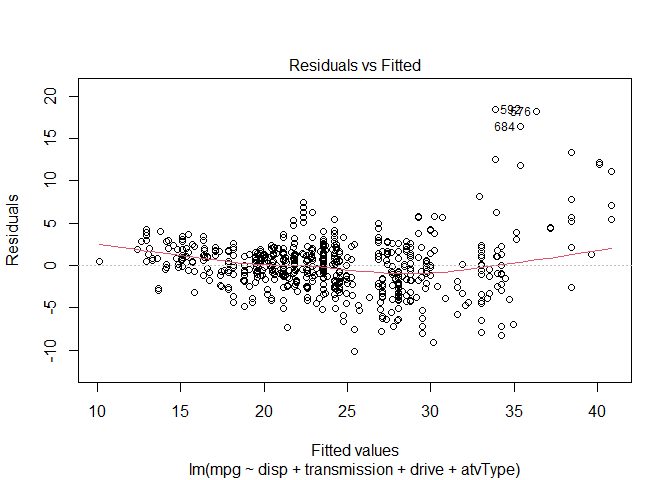 Residuals vs Fitted
Residuals
20
15
10
5
0
-5
-10
592
576
684
10 15 20 25 30 35 40
Fitted values
lm(mpg ~ disp + transmission + drive + atvType)